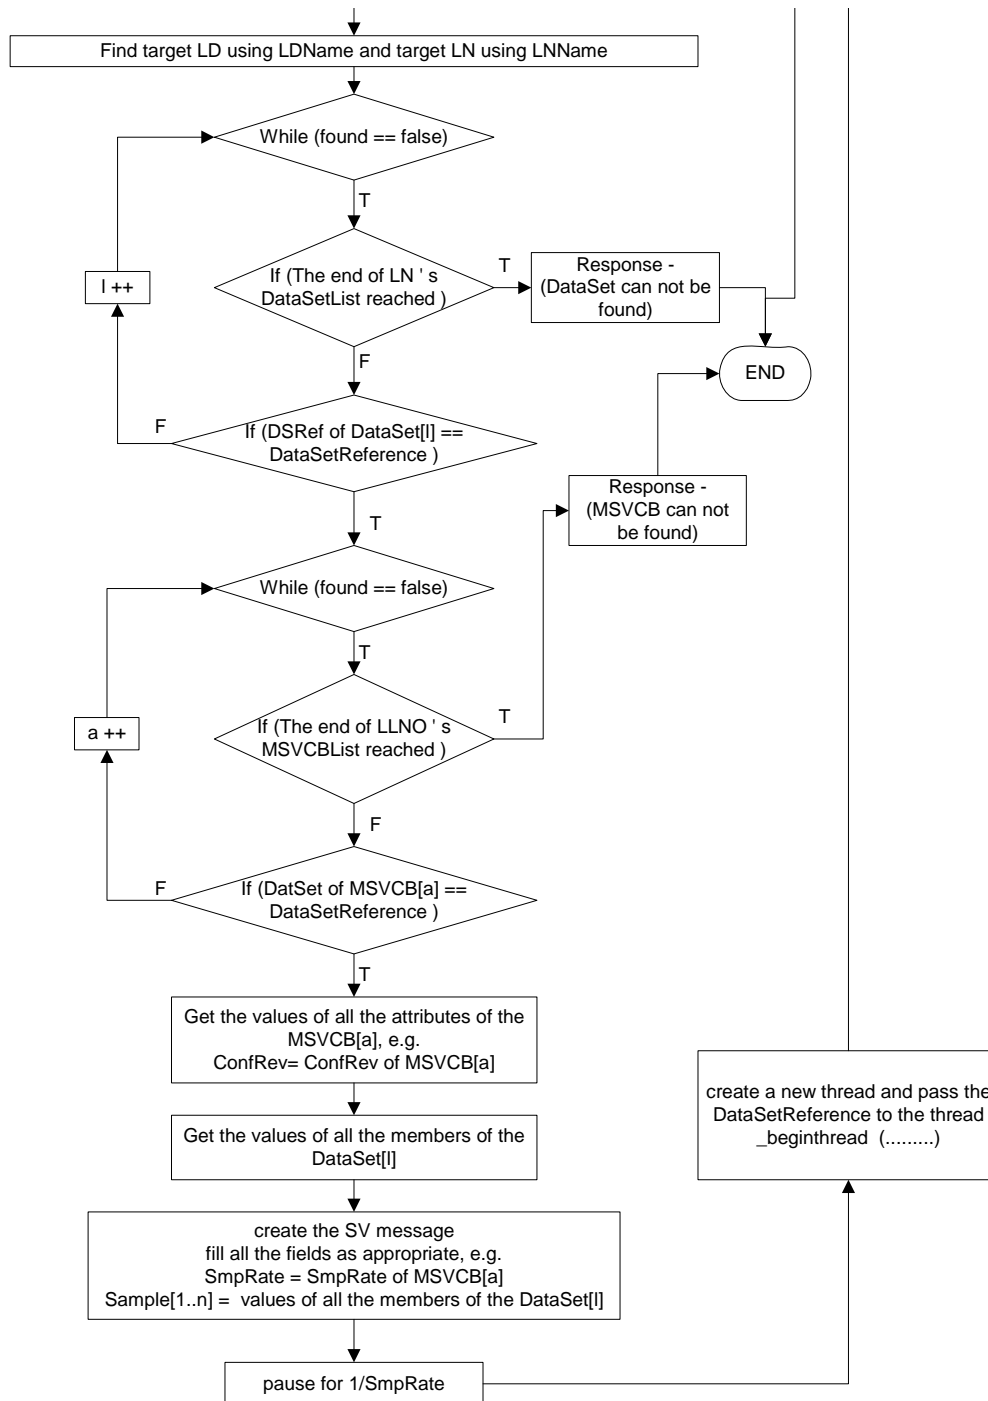 Find target LD using LDName and target LN using LNName
While (found == false)
T
If (The end of LN ' s
DataSetList reached )
T
Response -
(DataSet can not be
found)
l ++
F
END
If (DSRef of DataSet[l] ==
DataSetReference )
F
T
Response -
(MSVCB can not
be found)
While (found == false)
T
If (The end of LLNO ' s
MSVCBList reached )
T
a ++
F
If (DatSet of MSVCB[a] ==
DataSetReference )
F
T
Get the values of all the attributes of the
MSVCB[a], e.g.
ConfRev= ConfRev of MSVCB[a]
create a new thread and pass the
DataSetReference to the thread
_beginthread (.........)
Get the values of all the members of the
DataSet[l]
create the SV message
fill all the fields as appropriate, e.g.
SmpRate = SmpRate of MSVCB[a]
Sample[1..n] = values of all the members of the DataSet[l]
pause for 1/SmpRate